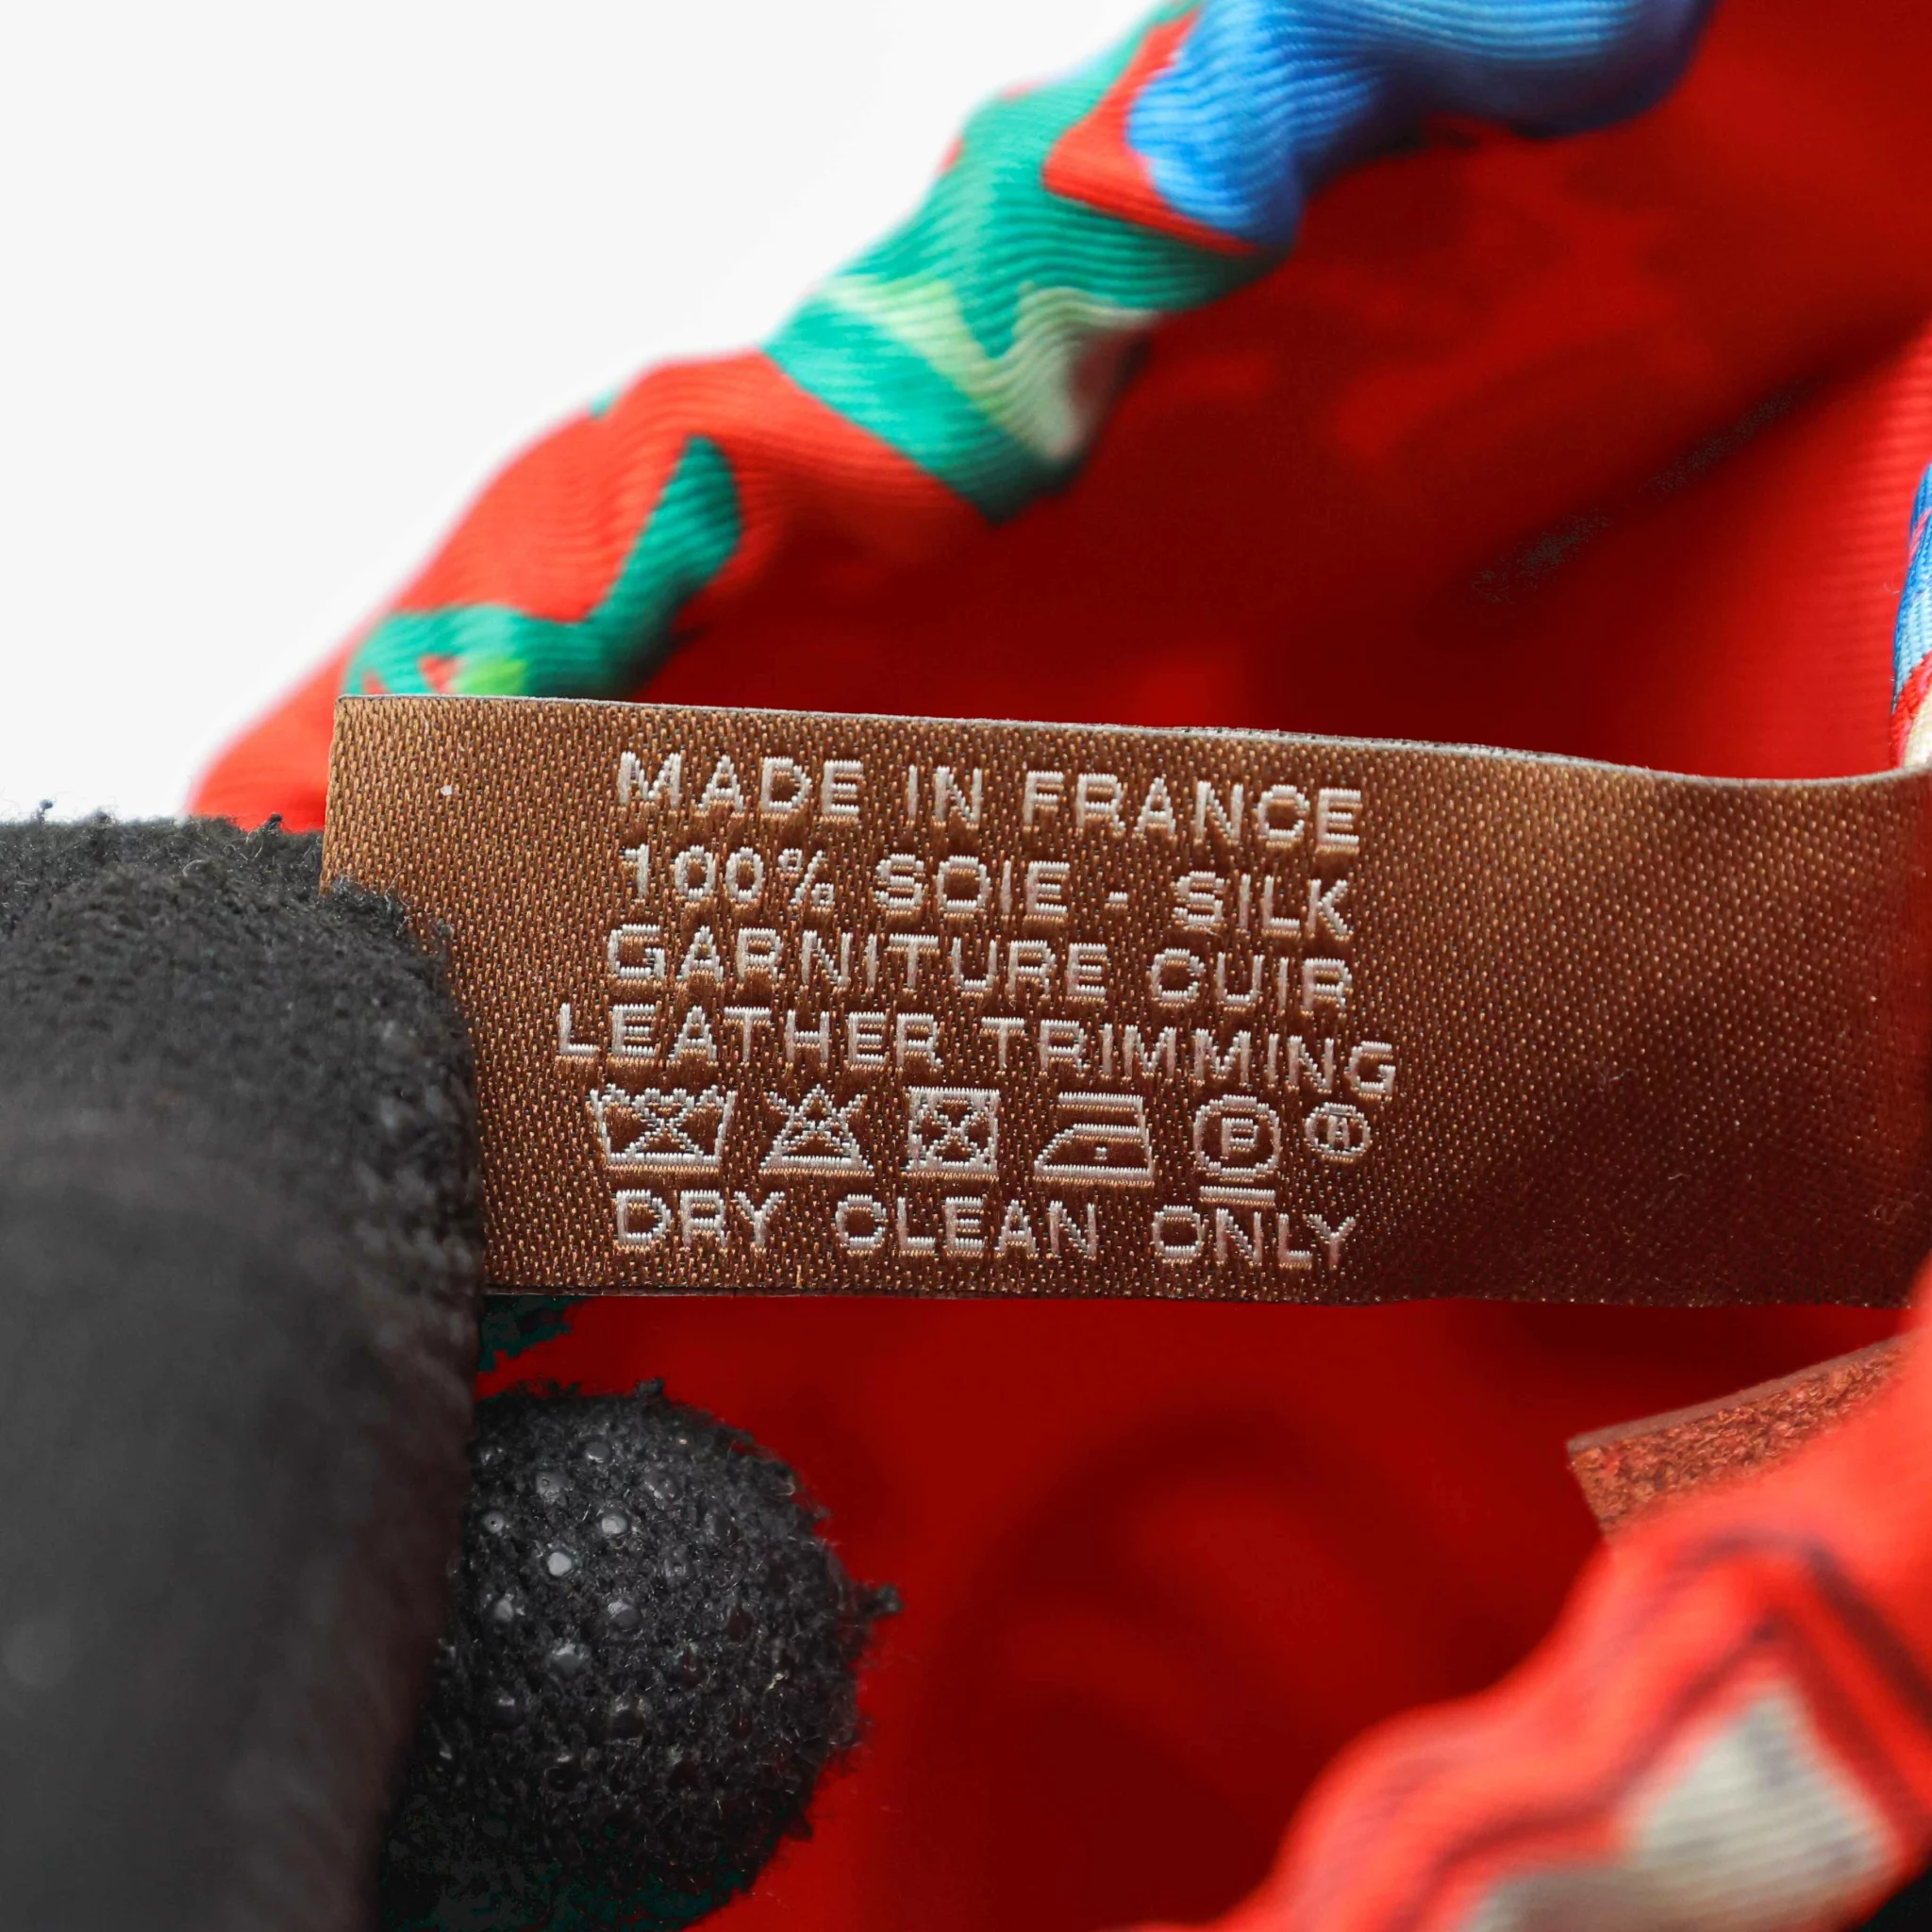 MADE IN FRANCE
100% SOIE - SILK
GARNITURE CUIR
LEATHER TRIMMING
P ®
DRY CLEAN ONLY